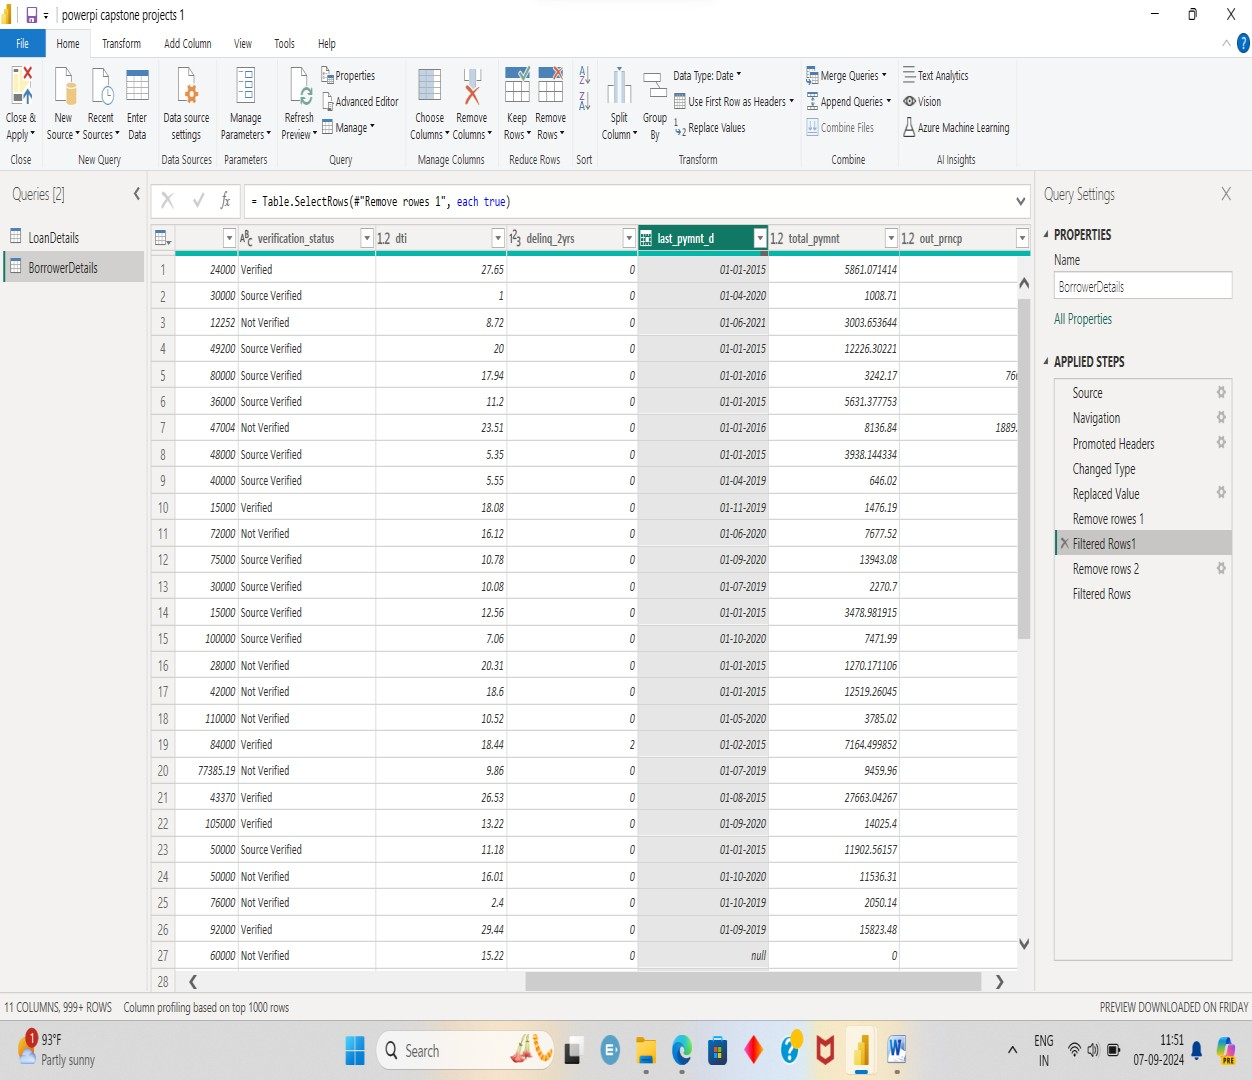 powerpi capstone projects 1
File Home Transform Add Column View Tools Help
Close & Apply
Close
New Source
Recent Sources
Enter Data
New Query
Data source settings
Data Sources
Manage Parameters
Parameters
Refresh Preview
Properties
Advanced Editor
Manage
Query
Choose Columns
Remove Columns
Manage Columns
Keep Rows
Remove Rows
Reduce Rows
Sort
Split Column
Group By
Data Type: Date
Use First Row as Headers
Replace Values
Transform
Merge Queries
Append Queries
Combine Files
Combine
Text Analytics
Vision
Azure Machine Learning
AI Insights
Queries [2]
LoanDetails
BorrowerDetails
= Table.SelectRows(#"Remove rowes 1", each true)
verification_status 1.2 dti 1²3 delinq_2yrs last_pymnt_d 1.2 total_pymnt 1.2 out_prncp
1 24000 Verified 27.65 0 01-01-2015 5861.071414
2 30000 Source Verified 1 0 01-04-2020 1008.71
3 12252 Not Verified 8.72 0 01-06-2021 3003.653644
4 49200 Source Verified 20 0 01-01-2015 12226.30221
5 80000 Source Verified 17.94 0 01-01-2016 3242.17 76
6 36000 Source Verified 11.2 0 01-01-2015 5631.377753
7 47004 Not Verified 23.51 0 01-01-2016 8136.84 1889.
8 48000 Source Verified 5.35 0 01-01-2015 3938.144334
9 40000 Source Verified 5.55 0 01-04-2019 646.02
10 15000 Verified 18.08 0 01-11-2019 1476.19
11 72000 Not Verified 16.12 0 01-06-2020 7677.52
12 75000 Source Verified 10.78 0 01-09-2020 13943.08
13 30000 Source Verified 10.08 0 01-07-2019 2270.7
14 15000 Source Verified 12.56 0 01-01-2015 3478.981915
15 100000 Source Verified 7.06 0 01-10-2020 7471.99
16 28000 Not Verified 20.31 0 01-01-2015 1270.171106
17 42000 Not Verified 18.6 0 01-01-2015 12519.26045
18 110000 Not Verified 10.52 0 01-05-2020 3785.02
19 84000 Verified 18.44 2 01-02-2015 7164.499852
20 77385.19 Not Verified 9.86 0 01-07-2019 9459.96
21 43370 Verified 26.53 0 01-08-2015 27663.04267
22 105000 Verified 13.22 0 01-09-2020 14025.4
23 50000 Source Verified 11.18 0 01-01-2015 11902.56157
24 50000 Not Verified 16.01 0 01-10-2020 11536.31
25 76000 Not Verified 2.4 0 01-10-2019 2050.14
26 92000 Verified 29.44 0 01-09-2019 15823.48
27 60000 Not Verified 15.22 0 null 0
28
Query Settings
PROPERTIES
Name
BorrowerDetails
All Properties
APPLIED STEPS
Source
Navigation
Promoted Headers
Changed Type
Replaced Value
Remove rowes 1
Filtered Rows1
Remove rows 2
Filtered Rows
11 COLUMNS, 999+ ROWS Column profiling based on top 1000 rows
PREVIEW DOWNLOADED ON FRIDAY
1
93°F
Partly sunny
Search
ENG
IN
11:51
07-09-2024
PRE